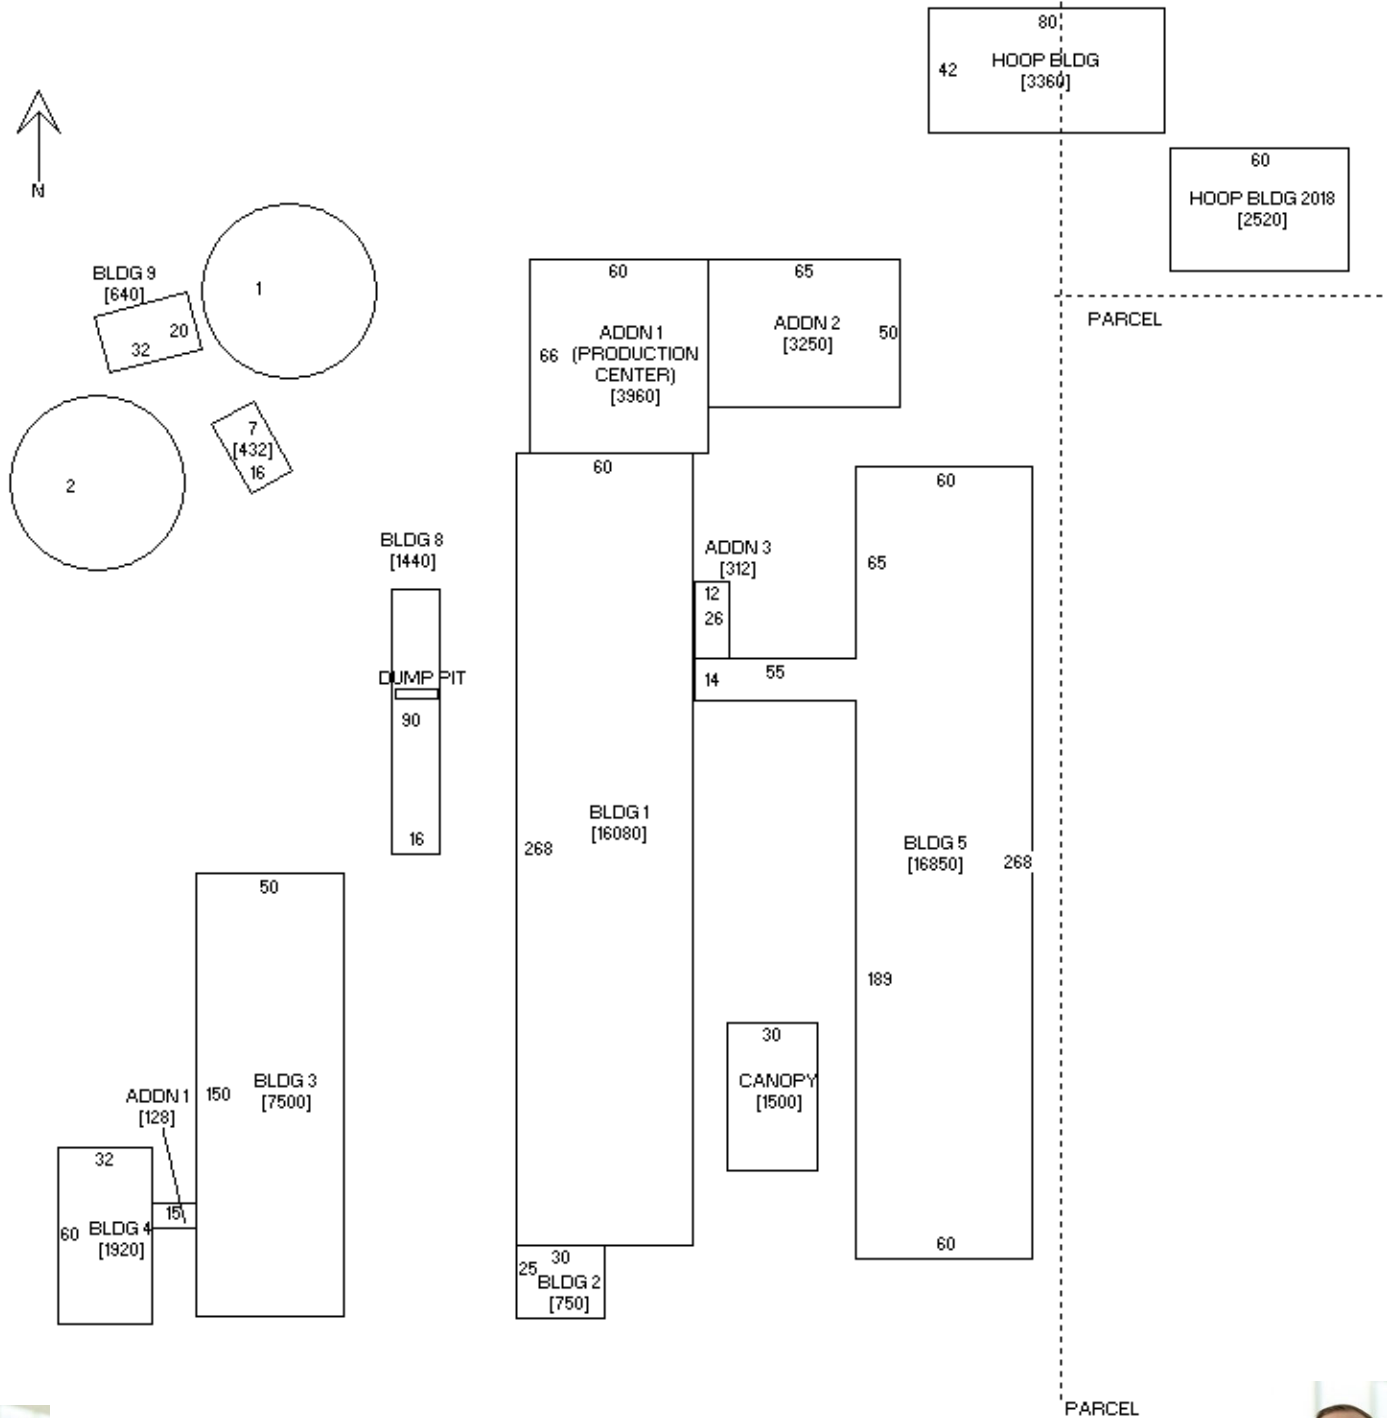 80
42
HOOP BLDG
[3360]
60
HOOP BLDG 2018
[2520]
PARCEL
N
BLDG 9
[640]
20
32
1
2
7
[432]
16
60
66
ADDN 1
(PRODUCTION
CENTER)
[3960]
65
ADDN 2
[3250]
50
60
BLDG 1
[16080]
268
ADDN 3
[312]
12
26
14
55
60
65
BLDG 5
[16850]
268
189
60
BLDG 8
[1440]
DUMP PIT
90
16
50
150
BLDG 3
[7500]
ADDN 1
[128]
15
32
60
BLDG 4
[1920]
30
CANOPY
[1500]
30
25
BLDG 2
[750]
PARCEL